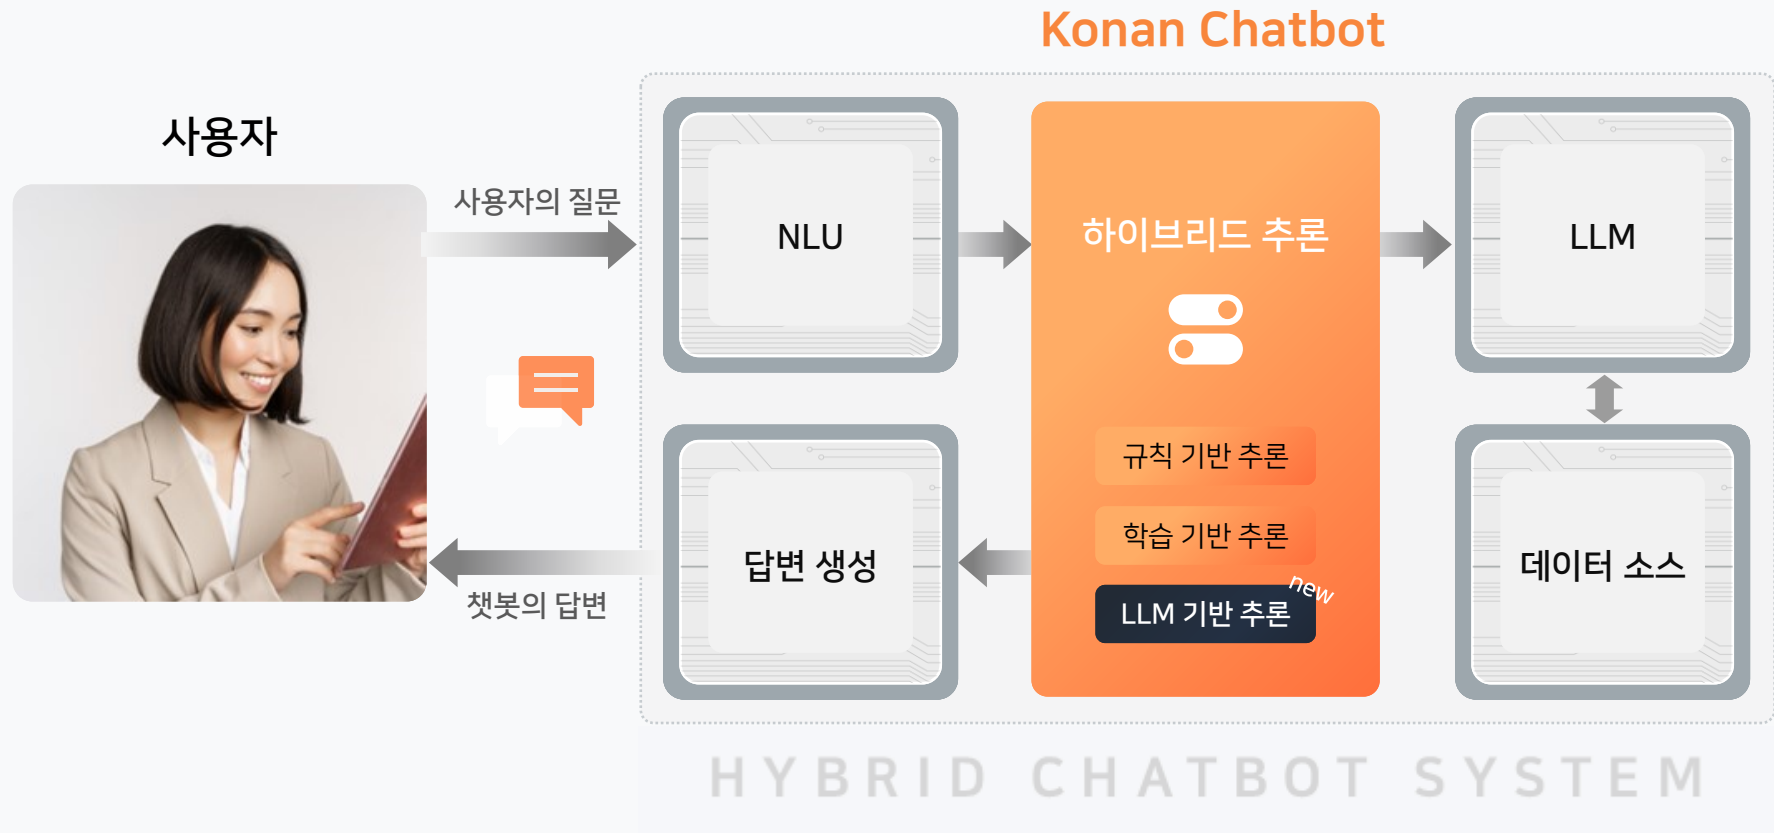 Konan Chatbot
사용자
사용자의 질문
NLU
하이브리드 추론
LLM
규칙 기반 추론
학습 기반 추론
new
LLM 기반 추론
답변 생성
데이터 소스
챗봇의 답변
HYBRID CHATBOT SYSTEM